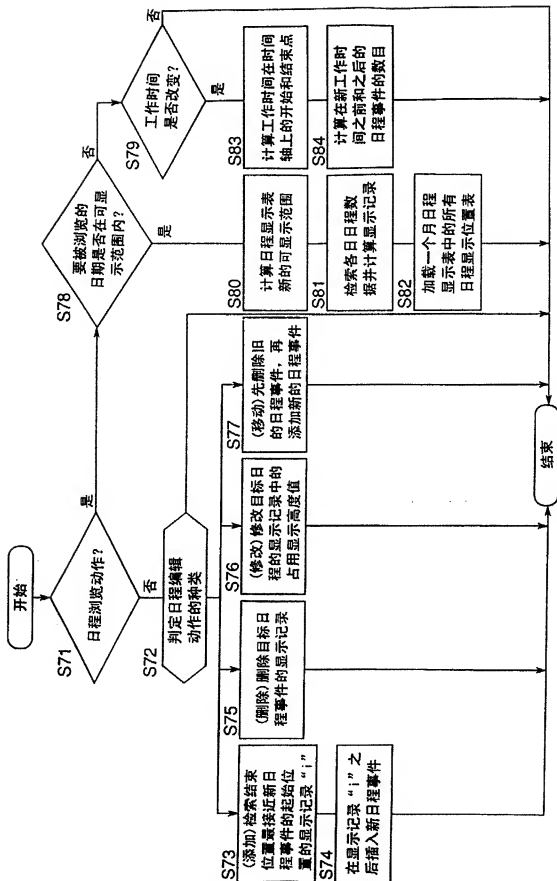 开始
S71
日程浏览动作?
是
否
S72
判定日程编辑
动作的种类
S73
(添加)检索结束
位置最接近新日
程事件的起始位
置的显示记录“i”
S74
在显示记录“i”之
后插入新日程事件
S75
(删除)删除目标日
程事件的显示记录
S76
(修改)修改目标日
程的显示记录中的
占用显示高度值
S77
(移动)先删除旧
的日程事件,再
添加新的日程事件
S78
要被浏览的
日期是否在可显
示范围内?
否
是
S79
工作时间
是否改变?
否
是
S80
计算日程显示表
新的可显示范围
S81
检索各日日程数
据并计算显示记录
S82
加载一个月日程
显示表中的所有
日程显示位置表
S83
计算工作时间在时间
轴上的开始和结束点
S84
计算在新工作时
间之前和之后的
日程事件的数目
结束